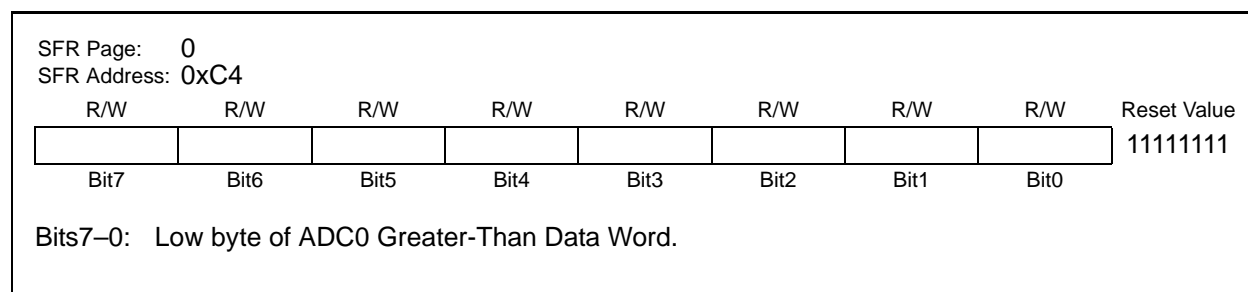 SFR Page: 0
SFR Address: 0xC4
R/W R/W R/W R/W R/W R/W R/W R/W Reset Value
11111111
Bit7 Bit6 Bit5 Bit4 Bit3 Bit2 Bit1 Bit0
Bits7–0: Low byte of ADC0 Greater-Than Data Word.